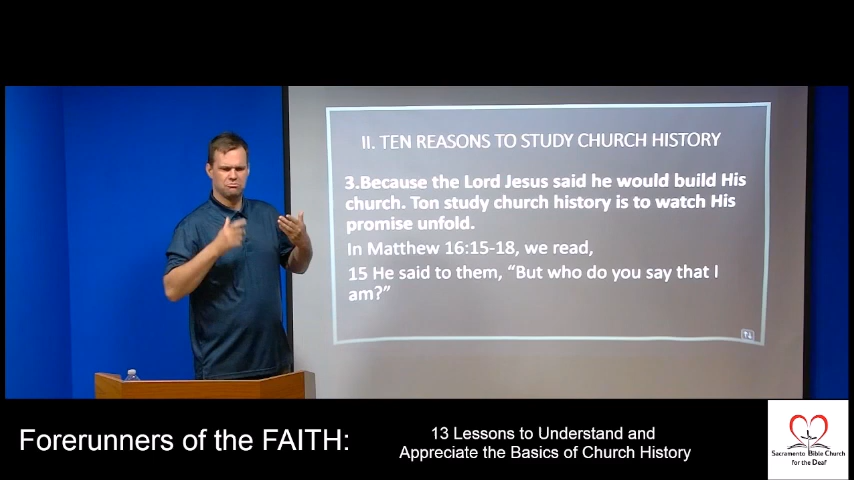 II. TEN REASONS TO STUDY CHURCH HISTORY
3.Because the Lord Jesus said he would build His
church. Ton study church history is to watch His
promise unfold.
In Matthew 16:15-18, we read,
15 He said to them, “But who do you say that I
am?”
Forerunners of the FAITH:
13 Lessons to Understand and
Appreciate the Basics of Church History
Sacramento Bible Church
for the Deaf